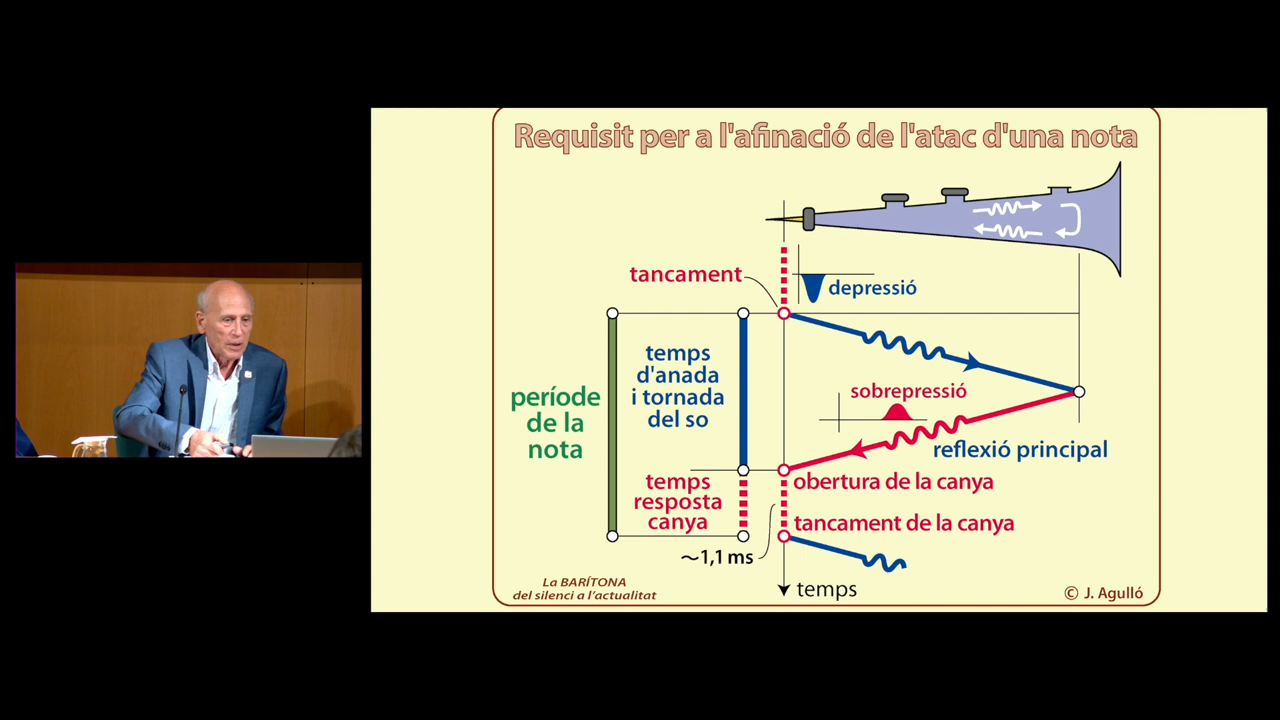 Requisit per a l'afinació de l'atac d'una nota
tancament
depressió
temps
d'anada
i tornada
del so
període
de la
nota
sobrepressió
reflexió principal
temps
resposta
canya
obertura de la canya
tancament de la canya
~1,1 ms
temps
La BARÍTONA
del silenci a l'actualitat
© J. Agulló